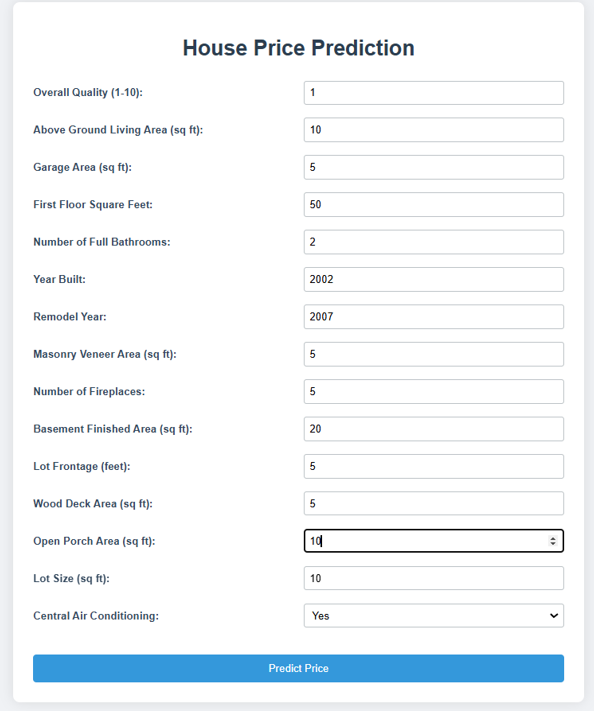 House Price Prediction
Overall Quality (1-10): 1
Above Ground Living Area (sq ft): 10
Garage Area (sq ft): 5
First Floor Square Feet: 50
Number of Full Bathrooms: 2
Year Built: 2002
Remodel Year: 2007
Masonry Veneer Area (sq ft): 5
Number of Fireplaces: 5
Basement Finished Area (sq ft): 20
Lot Frontage (feet): 5
Wood Deck Area (sq ft): 5
Open Porch Area (sq ft): 10
Lot Size (sq ft): 10
Central Air Conditioning: Yes
Predict Price